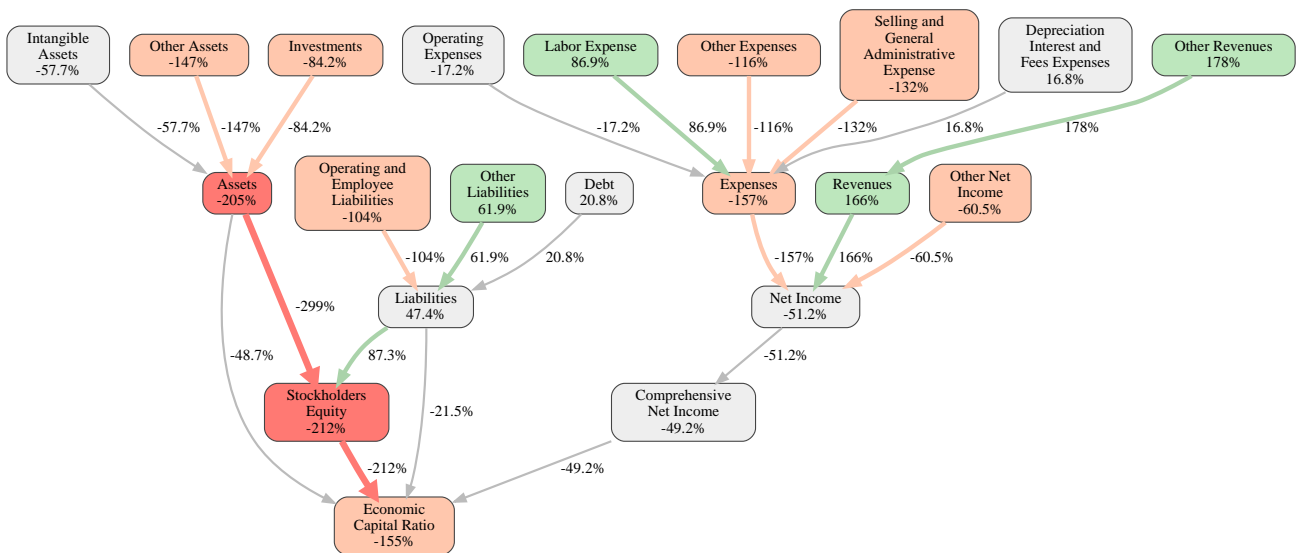 Intangible
Assets
-57.7%
Other Assets
-147%
Investments
-84.2%
Operating
Expenses
-17.2%
Labor Expense
86.9%
Other Expenses
-116%
Selling and
General
Administrative
Expense
-132%
Depreciation
Interest and
Fees Expenses
16.8%
Other Revenues
178%
-57.7%
-147%
-84.2%
-17.2%
86.9%
-116%
-132%
16.8%
178%
Assets
-205%
Operating and
Employee
Liabilities
-104%
Other
Liabilities
61.9%
Debt
20.8%
Expenses
-157%
Revenues
166%
Other Net
Income
-60.5%
-104%
61.9%
20.8%
-157%
166%
-60.5%
-299%
Liabilities
47.4%
Net Income
-51.2%
-48.7%
87.3%
-51.2%
Stockholders
Equity
-212%
-21.5%
Comprehensive
Net Income
-49.2%
-212%
-49.2%
Economic
Capital Ratio
-155%